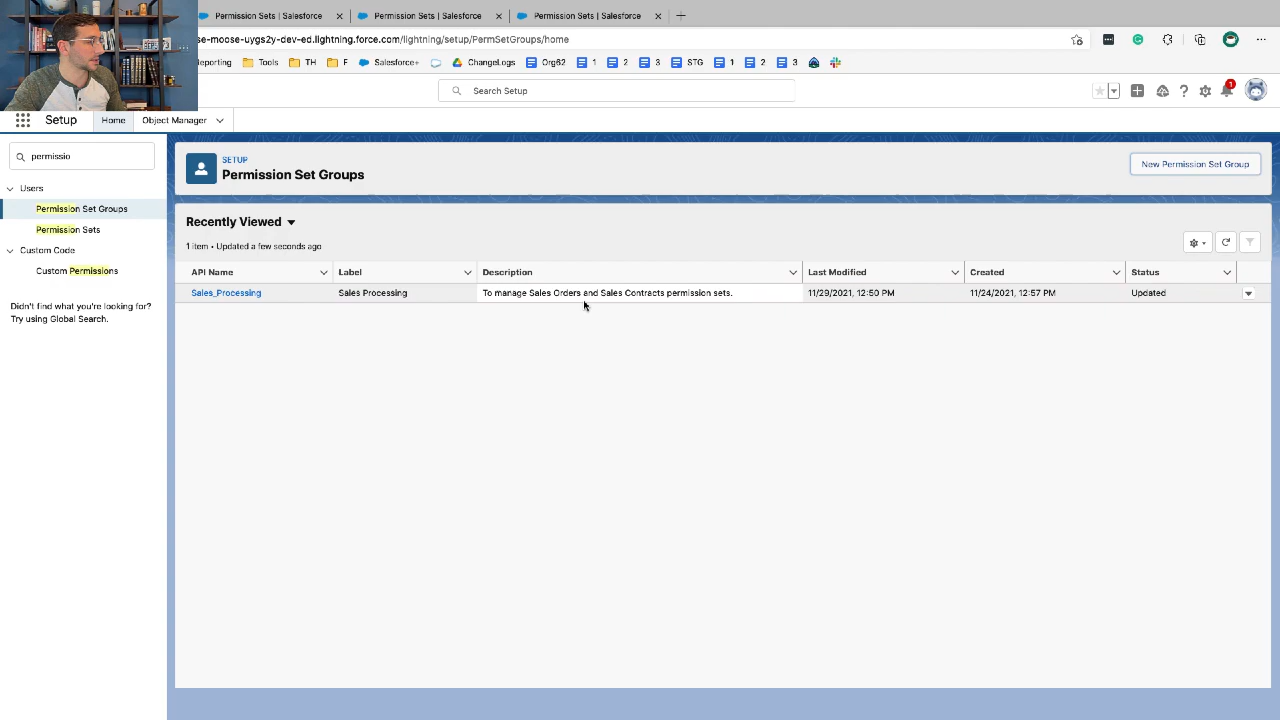 Permission Sets | Salesforce
Permission Sets | Salesforce
Permission Sets | Salesforce
se-moose-uygs2y-dev-ed.lightning.force.com/lightning/setup/PermSetGroups/home
eporting
Tools
TH
F
Salesforce+
ChangeLogs
Org62
1
2
3
STG
1
2
3
Search Setup
1
Setup
Home
Object Manager
permissio
Users
Permission Set Groups
Permission Sets
Custom Code
Custom Permissions
Didn't find what you're looking for?
Try using Global Search.
SETUP
Permission Set Groups
New Permission Set Group
Recently Viewed
1 item • Updated a few seconds ago
API Name Label Description Last Modified Created Status
Sales_Processing Sales Processing To manage Sales Orders and Sales Contracts permission sets. 11/29/2021, 12:50 PM 11/24/2021, 12:57 PM Updated